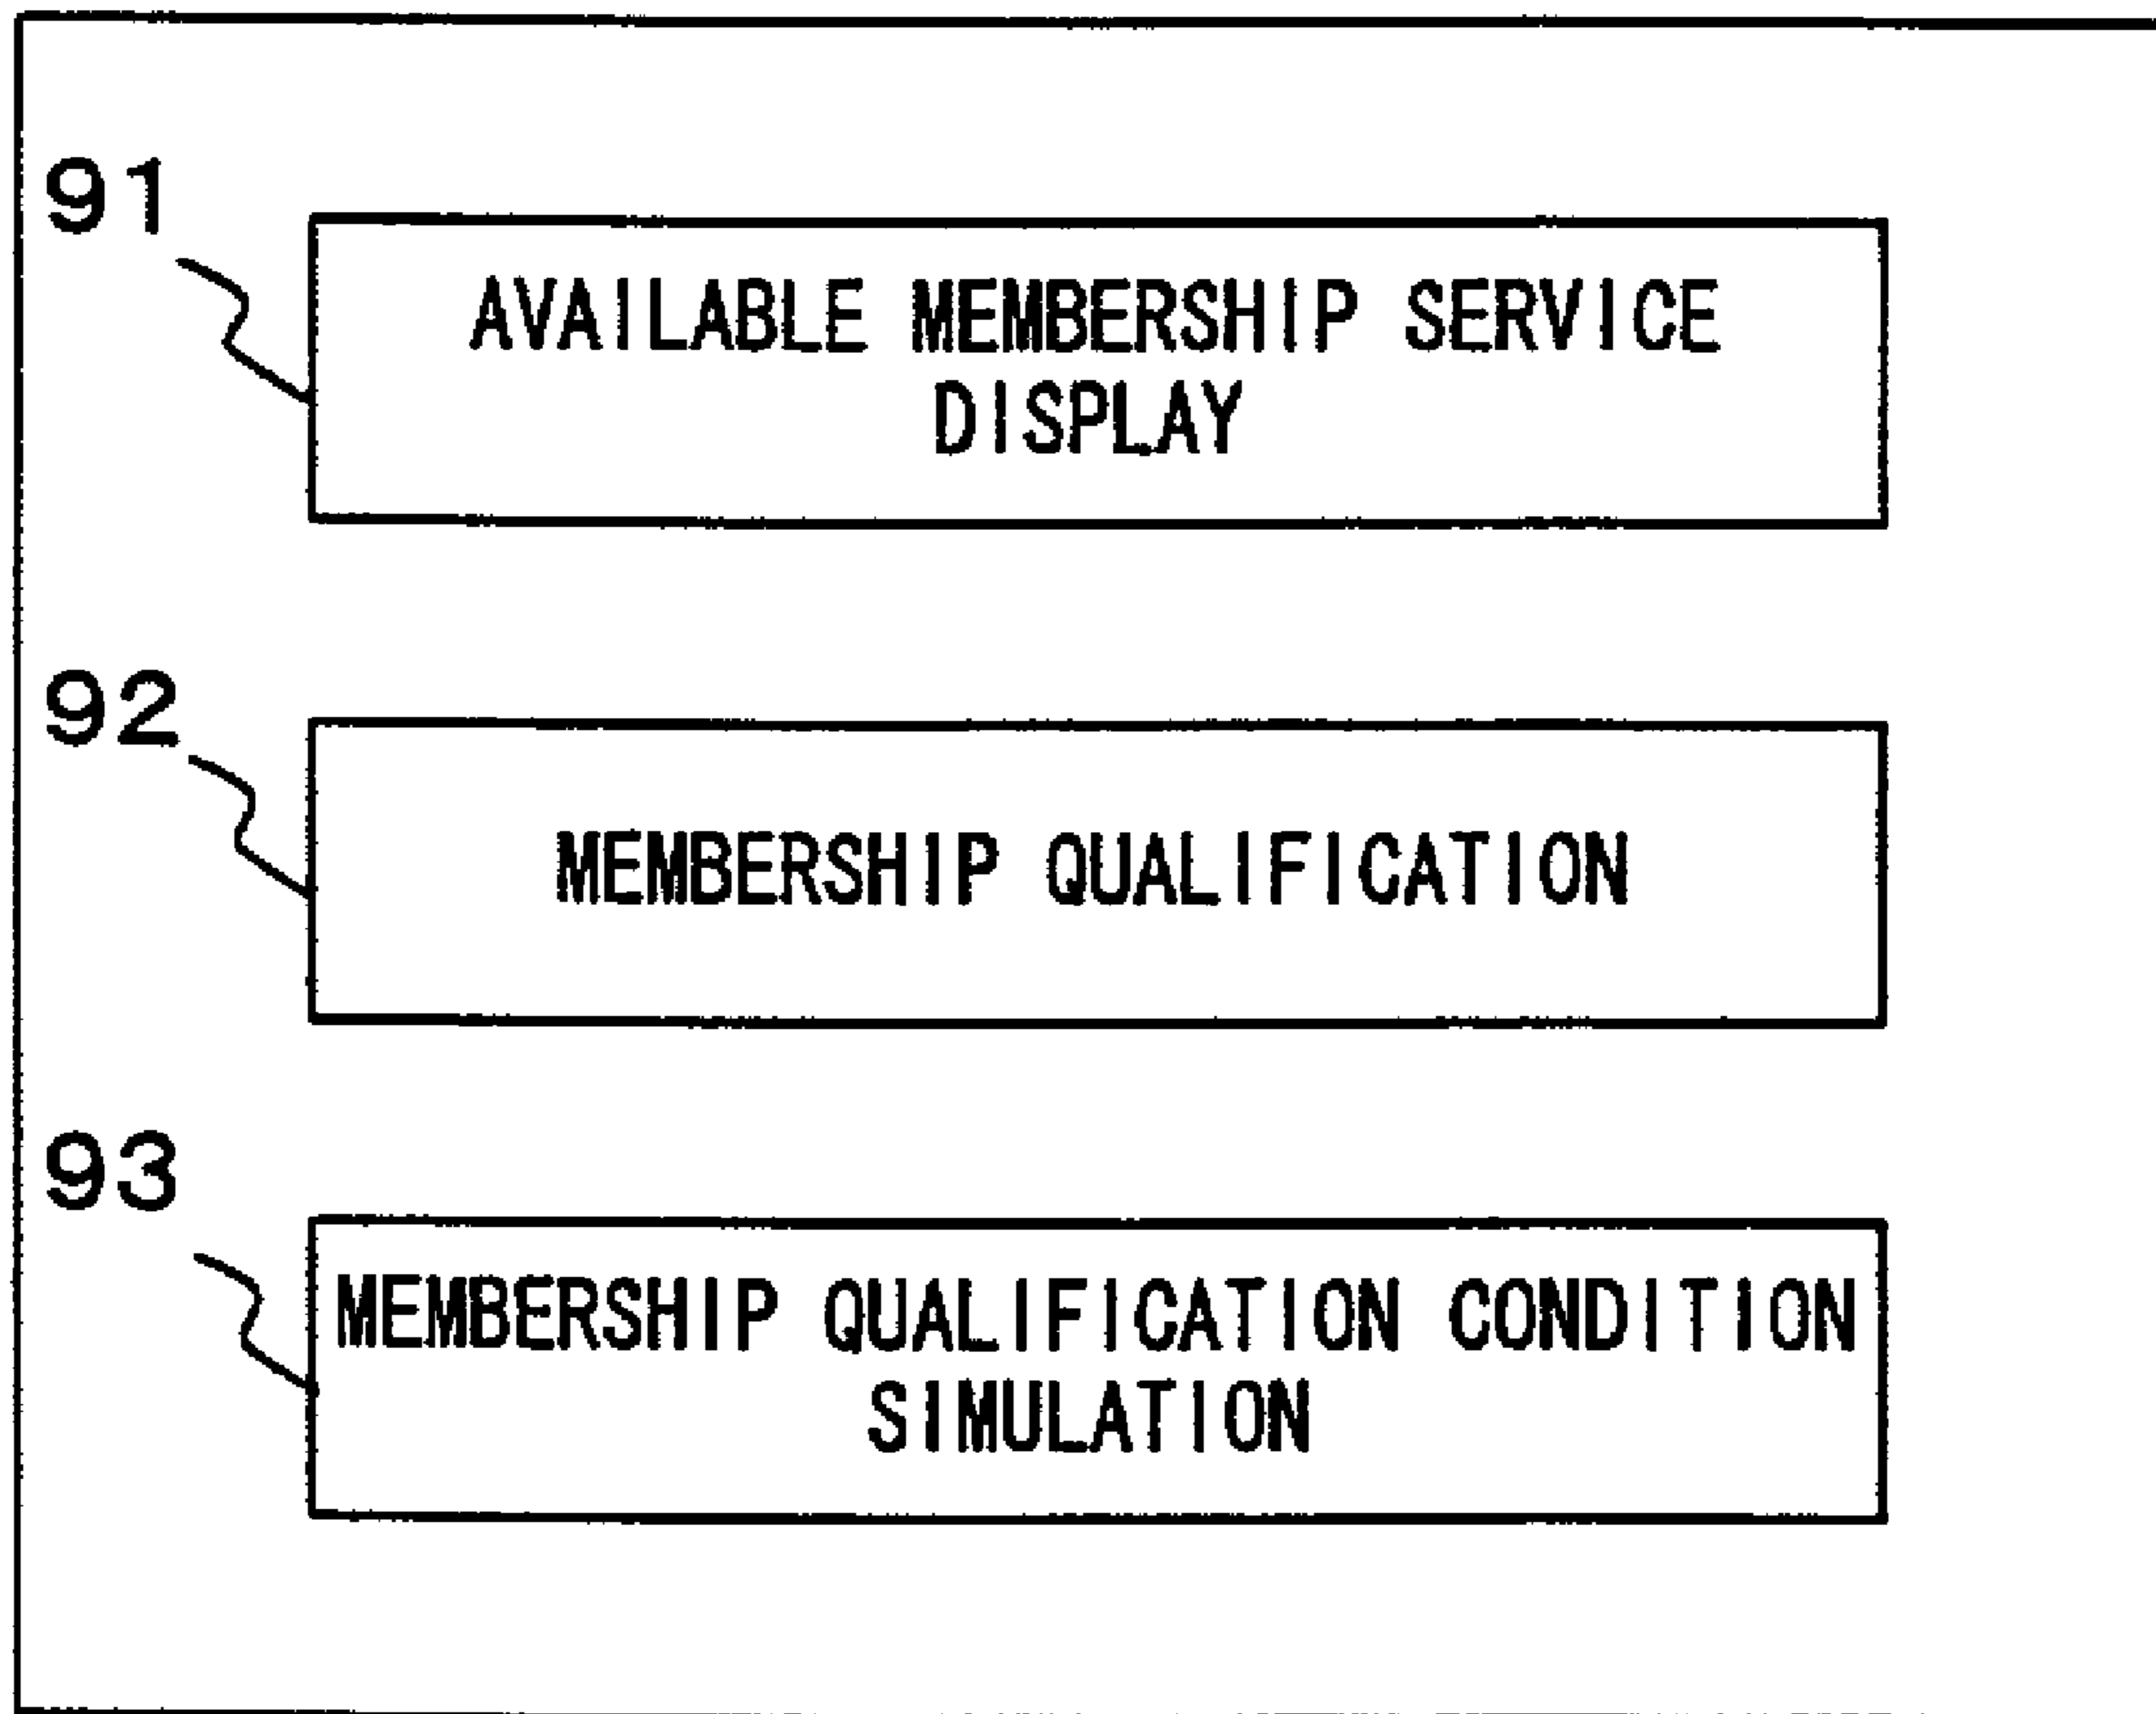 91
AVAILABLE MEMBERSHIP SERVICE
DISPLAY
92
MEMBERSHIP QUALIFICATION
93
MEMBERSHIP QUALIFICATION CONDITION
SIMULATION